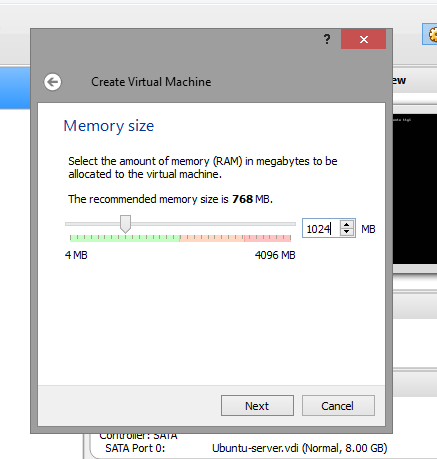 ?
Create Virtual Machine
ew
Memory size
Select the amount of memory (RAM) in megabytes to be
allocated to the virtual machine.
The recommended memory size is 768 MB.
1024 MB
4 MB 4096 MB
Next Cancel
Controller: SATA
SATA Port 0: Ubuntu-server.vdi (Normal, 8.00 GB)